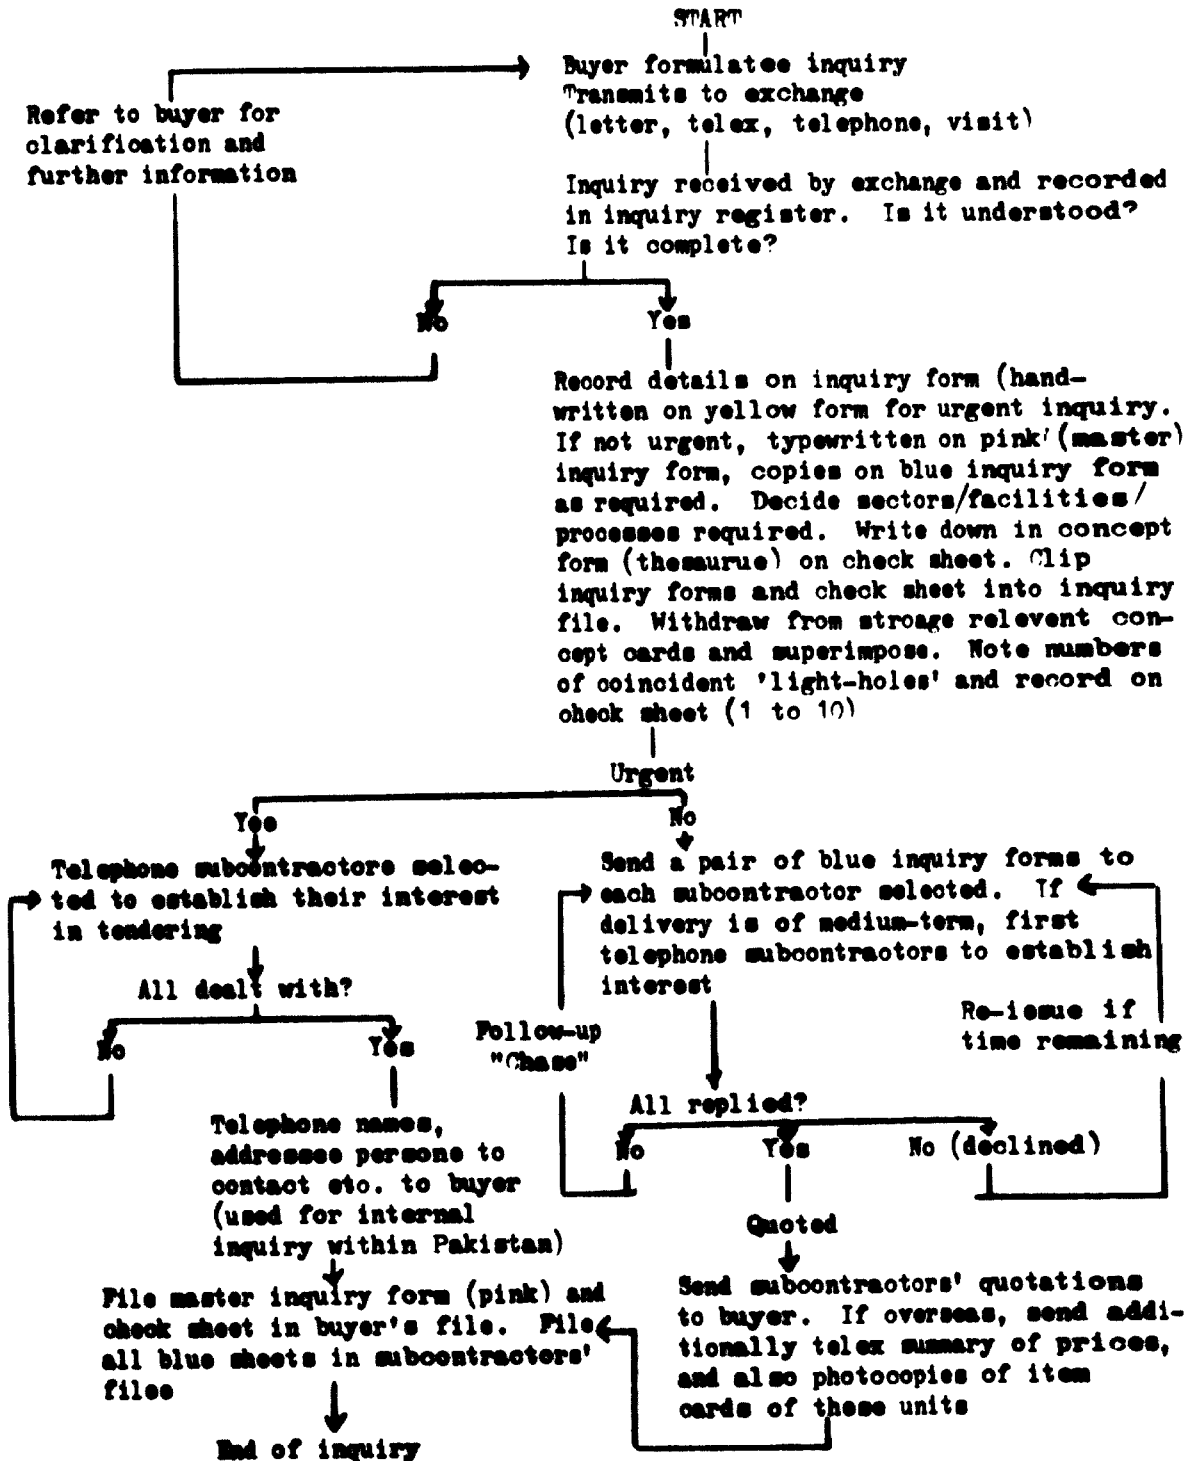 START
Buyer formulatee inquiry
Transmits to exchange
(letter, telex, telephone, visit)
Refer to buyer for
clarification and
further information
Inquiry received by exchange and recorded
in inquiry register. Is it understood?
Is it complete?
No
Yes
Record details on inquiry form (hand-
written on yellow form for urgent inquiry.
If not urgent, typewritten on pink (master)
inquiry form, copies on blue inquiry form
as required. Decide sectors/facilities/
processes required. Write down in concept
form (thesaurue) on check sheet. Clip
inquiry forms and check sheet into inquiry
file. Withdraw from stroage relevent con-
cept cards and superimpose. Note numbers
of coincident 'light-holes' and record on
check sheet (1 to 10)
Urgent
Yes
No
Telephone subcontractore selec-
ted to establish their interest
in tendering
Send a pair of blue inquiry forms to
each subcontractor selected. If
delivery is of medium-term, first
telephone subcontractors to establish
interest
All dealt with?
No
Yes
Follow-up
"Chase"
Re-issue if
time remaining
All replied?
No
Yes
No (declined)
Telephone names,
addressee persone to
contact etc. to buyer
(used for internal
inquiry within Pakistan)
Quoted
File master inquiry form (pink) and
check sheet in buyer's file. File
all blue sheets in subcontractors'
filee
Send subcontractors' quotations
to buyer. If overseas, send addi-
tionally telex summary of prices,
and also photocopies of item
cards of these units
End of inquiry